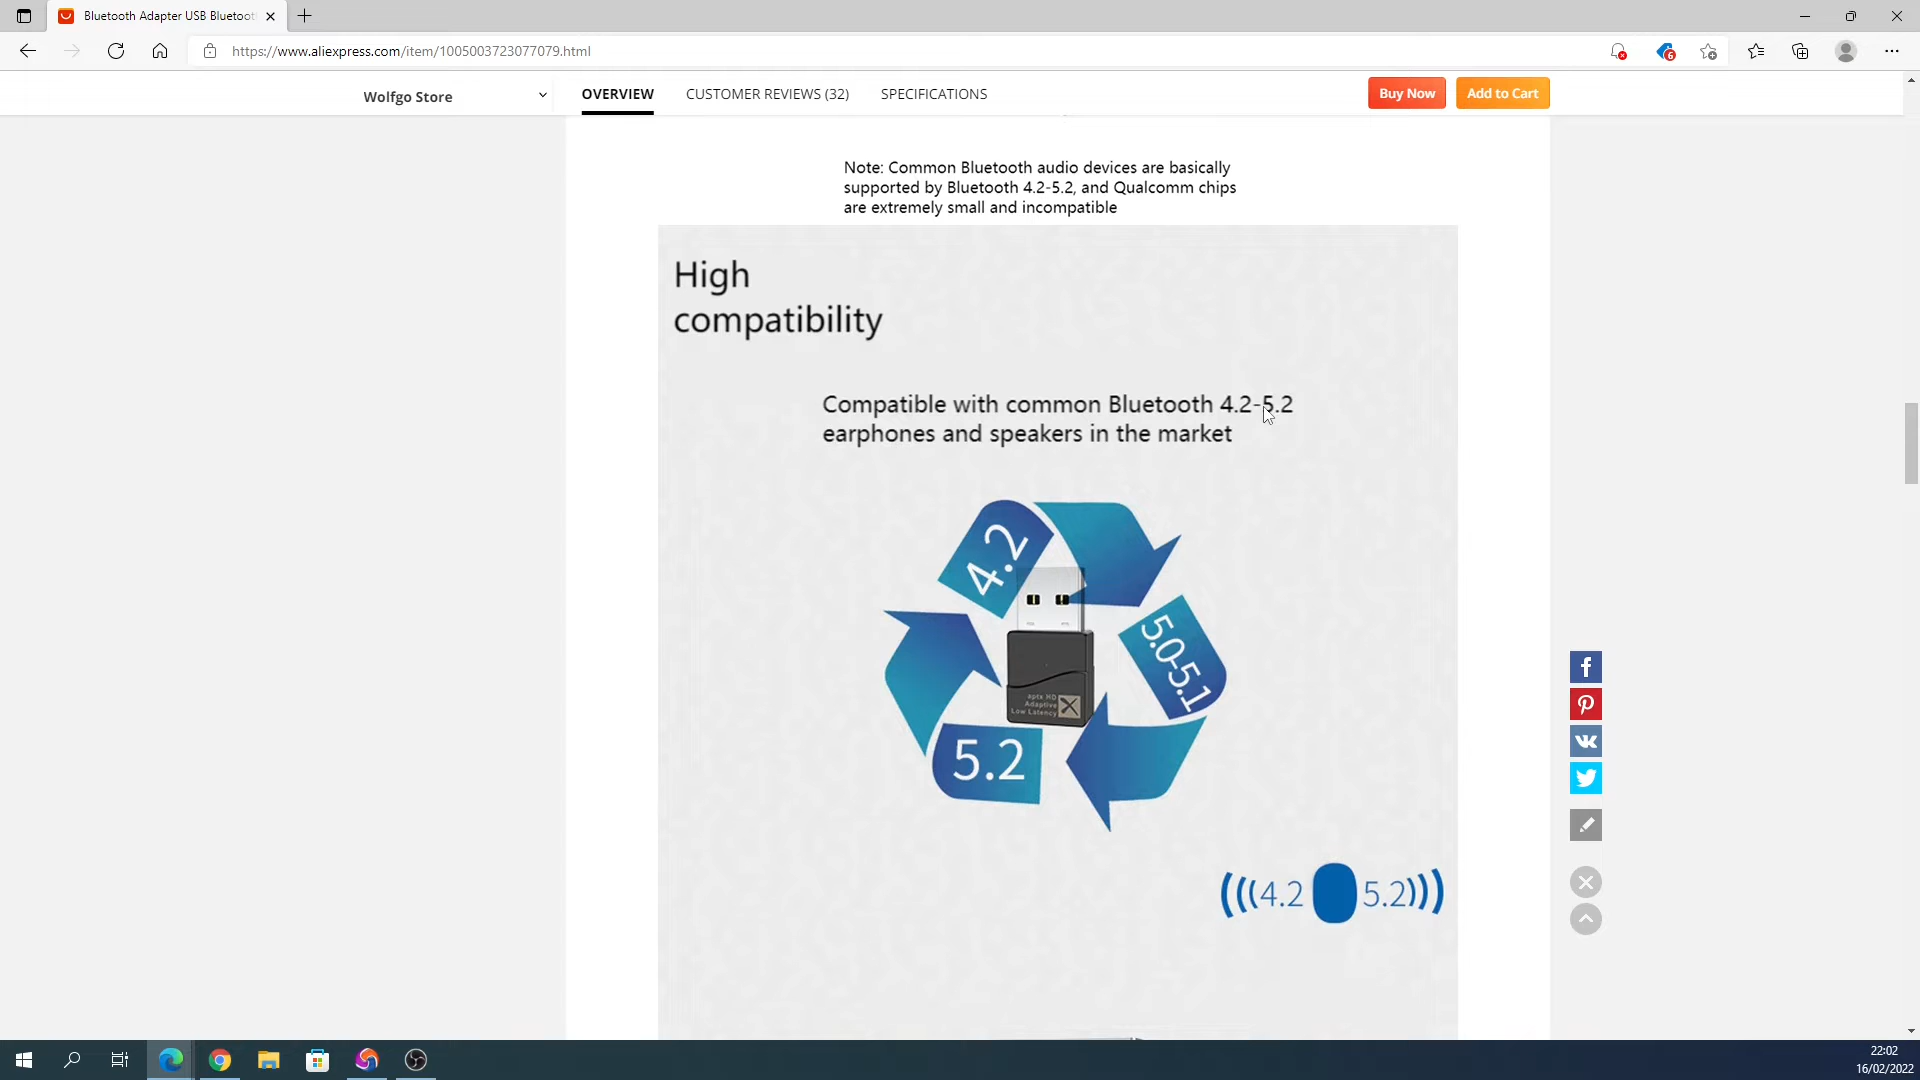 Bluetooth Adapter USB Bluetoot
https://www.aliexpress.com/item/1005003723077079.html
6
Wolfgo Store
OVERVIEW
CUSTOMER REVIEWS (32)
SPECIFICATIONS
Buy Now
Add to Cart
Note: Common Bluetooth audio devices are basically
supported by Bluetooth 4.2-5.2, and Qualcomm chips
are extremely small and incompatible
High
compatibility
Compatible with common Bluetooth 4.2-5.2
earphones and speakers in the market
4.2
5.0-5.1
aptx HD
Adaptive
Low Latency
5.2
4.2
5.2
22:02
16/02/2022